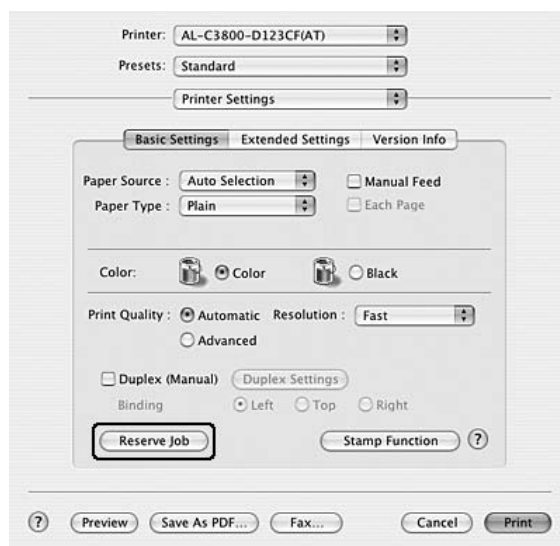 Printer: AL-C3800-D123CF(AT)
Presets: Standard
Printer Settings
Basic Settings Extended Settings Version Info
Paper Source : Auto Selection Manual Feed
Paper Type : Plain Each Page
Color: Color Black
Print Quality : Automatic Resolution : Fast
Advanced
Duplex (Manual) Duplex Settings
Binding Left Top Right
Reserve Job Stamp Function ?
? Preview Save As PDF... Fax... Cancel Print